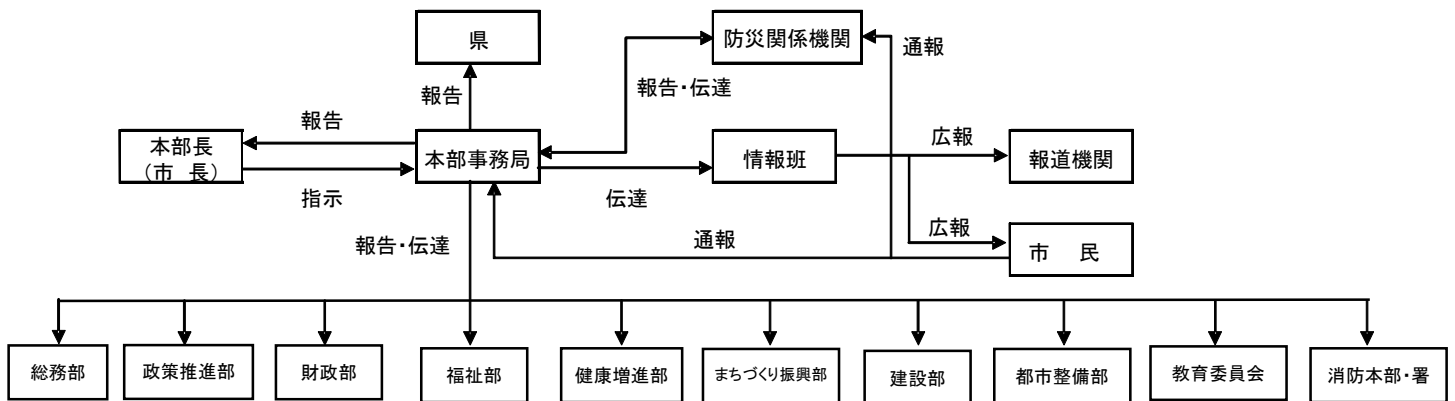 県
防災関係機関
通報
報告
報告・伝達
報告
本部長
(市　長)
本部事務局
情報班
広報
報道機関
指示
伝達
報告・伝達
通報
広報
市　民
総務部
政策推進部
財政部
福祉部
健康増進部
まちづくり振興部
建設部
都市整備部
教育委員会
消防本部・署